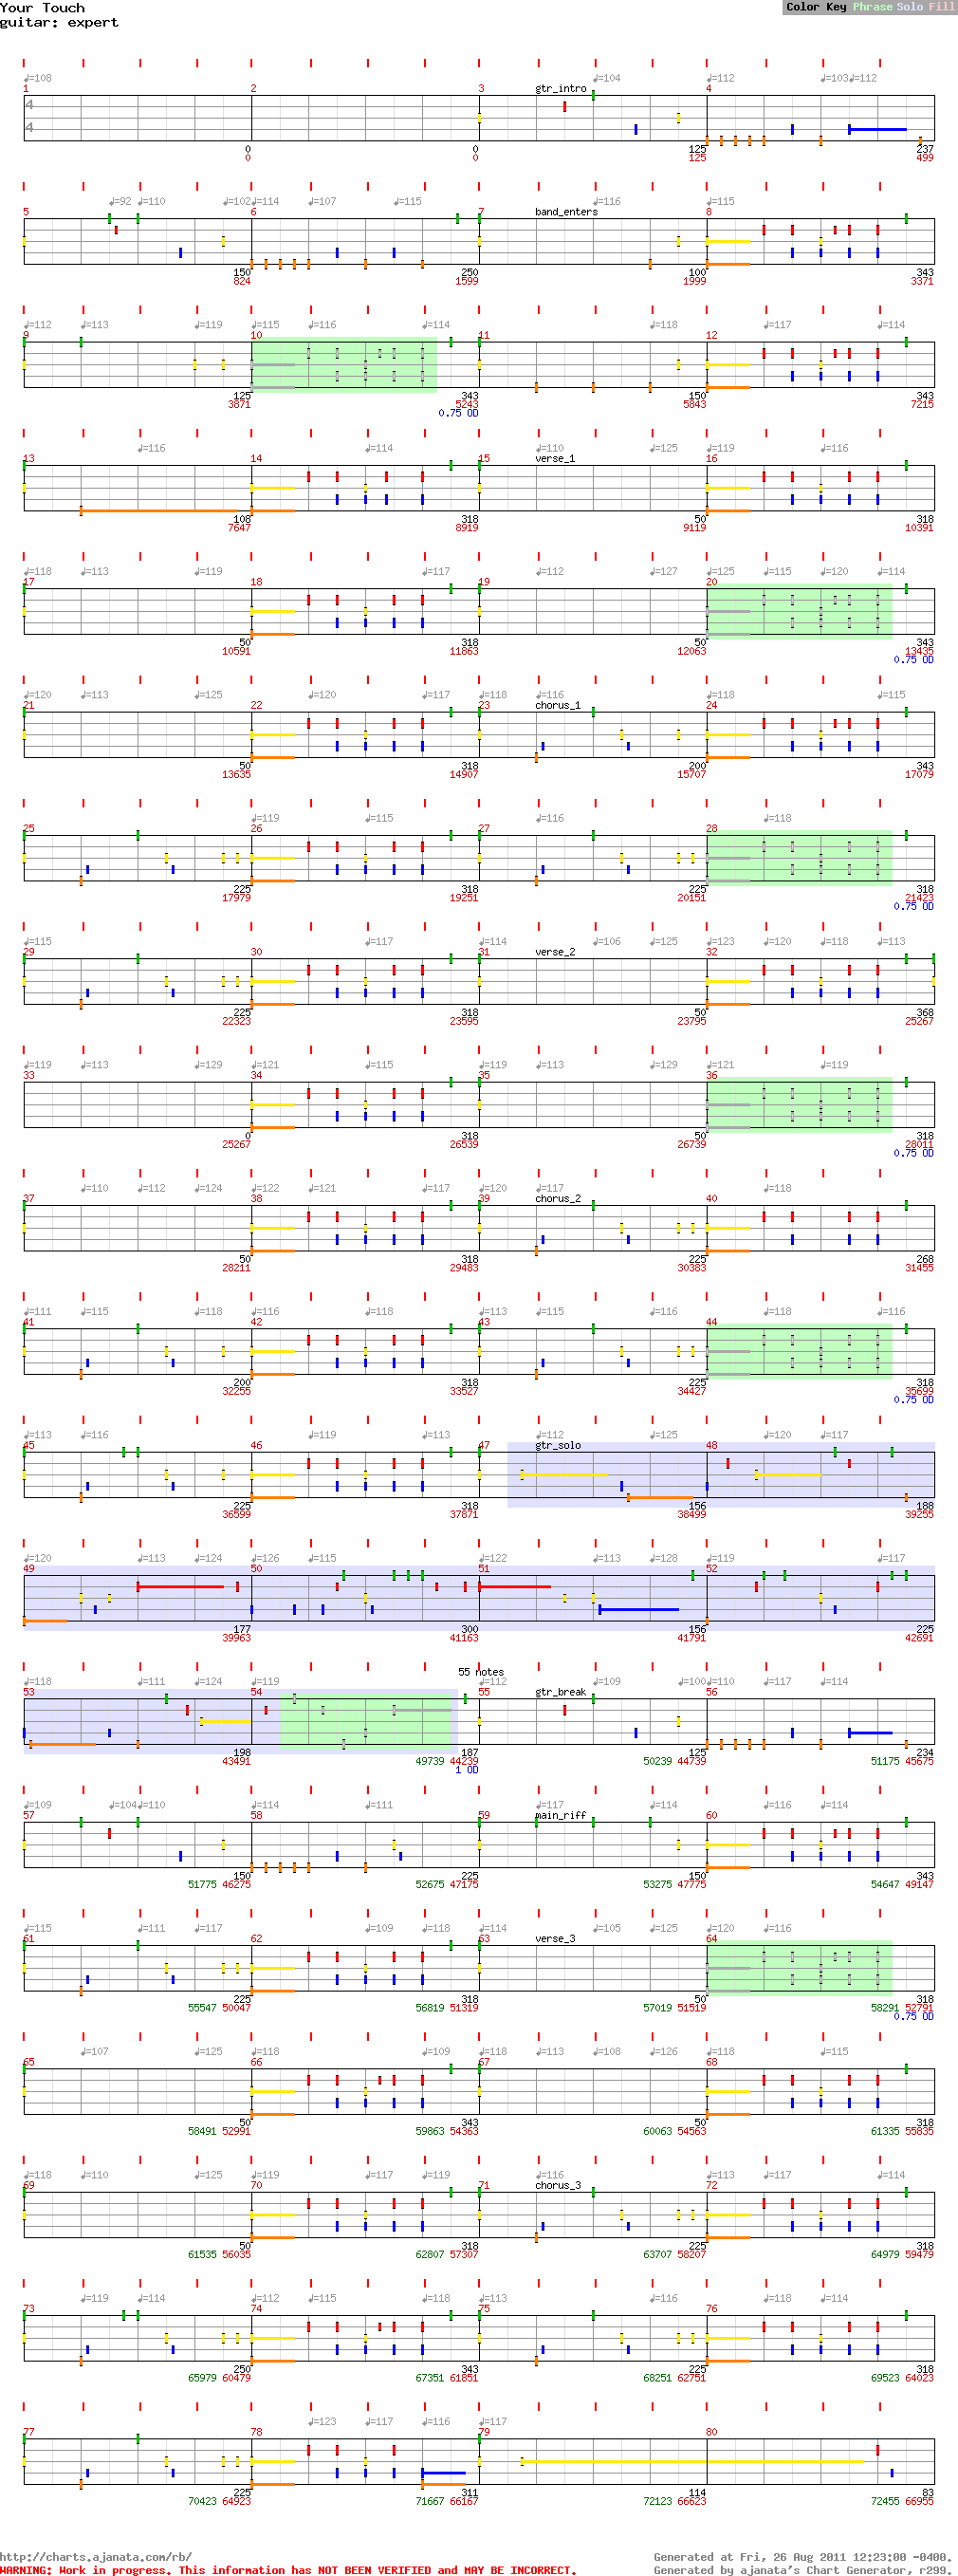 Your Touch
guitar: expert
Color Key Phrase Solo Fill
♩=108 ♩=104 ♩=112 ♩=103 ♩=112
1 2 3 gtr_intro 4
4
4
0 0 125 237
0 0 125 499
♩=92 ♩=110 ♩=102 ♩=114 ♩=107 ♩=115 ♩=116 ♩=115
5 6 7 band_enters 8
150 250 100 343
824 1599 1999 3371
♩=112 ♩=113 ♩=119 ♩=115 ♩=116 ♩=114 ♩=118 ♩=117 ♩=114
9 10 11 12
125 343 150 343
3871 5243 5843 7215
0.75 OD
♩=116 ♩=114 ♩=110 ♩=125 ♩=119 ♩=116
13 14 15 verse_1 16
108 318 50 318
7647 8919 9119 10391
♩=118 ♩=113 ♩=119 ♩=117 ♩=112 ♩=127 ♩=125 ♩=115 ♩=120 ♩=114
17 18 19 20
50 318 50 343
10591 11863 12063 13435
0.75 OD
♩=120 ♩=113 ♩=125 ♩=120 ♩=117 ♩=118 ♩=116 ♩=118 ♩=115
21 22 23 chorus_1 24
50 318 200 343
13635 14907 15707 17079
♩=119 ♩=115 ♩=116 ♩=118
25 26 27 28
225 318 225 318
17979 19251 20151 21423
0.75 OD
♩=115 ♩=117 ♩=114 ♩=106 ♩=125 ♩=123 ♩=120 ♩=118 ♩=113
29 30 31 verse_2 32
225 318 50 368
22323 23595 23795 25267
♩=119 ♩=113 ♩=129 ♩=121 ♩=115 ♩=119 ♩=113 ♩=121 ♩=119
33 34 35 36
0 318 50 318
25267 26539 26739 28011
0.75 OD
♩=110 ♩=112 ♩=124 ♩=122 ♩=121 ♩=117 ♩=120 ♩=117 ♩=118
37 38 39 chorus_2 40
50 318 225 268
28211 29483 30383 31455
♩=111 ♩=115 ♩=118 ♩=116 ♩=118 ♩=113 ♩=115 ♩=116 ♩=118 ♩=116
41 42 43 44
200 318 225 318
32255 33527 34427 35699
0.75 OD
♩=113 ♩=116 ♩=119 ♩=113 ♩=112 ♩=125 ♩=120 ♩=117
45 46 47 gtr_solo 48
225 318 156 188
36599 37871 38499 39255
♩=120 ♩=113 ♩=124 ♩=126 ♩=115 ♩=122 ♩=113 ♩=128 ♩=119 ♩=117
49 50 51 52
177 300 156 225
39963 41163 41791 42691
55 notes
♩=118 ♩=111 ♩=124 ♩=119 ♩=112 ♩=109 ♩=100 ♩=110 ♩=117 ♩=114
53 54 55 gtr_break 56
198 187 125 234
43491 49739 44239 50239 44739 51175 45675
1 OD
♩=109 ♩=104 ♩=110 ♩=114 ♩=111 ♩=117 ♩=114 ♩=116 ♩=114
57 58 59 main_riff 60
150 225 150 343
51775 46275 52675 47175 53275 47775 54647 49147
♩=115 ♩=111 ♩=117 ♩=109 ♩=118 ♩=114 ♩=105 ♩=125 ♩=120 ♩=116
61 62 63 verse_3 64
225 318 50 318
55547 50047 56819 51319 57019 51519 58291 52791
0.75 OD
♩=107 ♩=125 ♩=118 ♩=109 ♩=118 ♩=113 ♩=108 ♩=126 ♩=118 ♩=115
65 66 67 68
50 343 50 318
58491 52991 59863 54363 60063 54563 61335 55835
♩=118 ♩=110 ♩=125 ♩=119 ♩=117 ♩=119 ♩=116 ♩=113 ♩=117 ♩=114
69 70 71 chorus_3 72
50 318 225 318
61535 56035 62807 57307 63707 58207 64979 59479
♩=119 ♩=114 ♩=112 ♩=115 ♩=118 ♩=113 ♩=116 ♩=118 ♩=114
73 74 75 76
250 343 225 318
65979 60479 67351 61851 68251 62751 69523 64023
♩=123 ♩=117 ♩=116 ♩=117
77 78 79 80
225 311 114 83
70423 64923 71667 66167 72123 66623 72455 66955
http://charts.ajanata.com/rb/
Generated at Fri, 26 Aug 2011 12:23:00 -0400.
WARNING: Work in progress. This information has NOT BEEN VERIFIED and MAY BE INCORRECT.
Generated by ajanata's Chart Generator, r299.